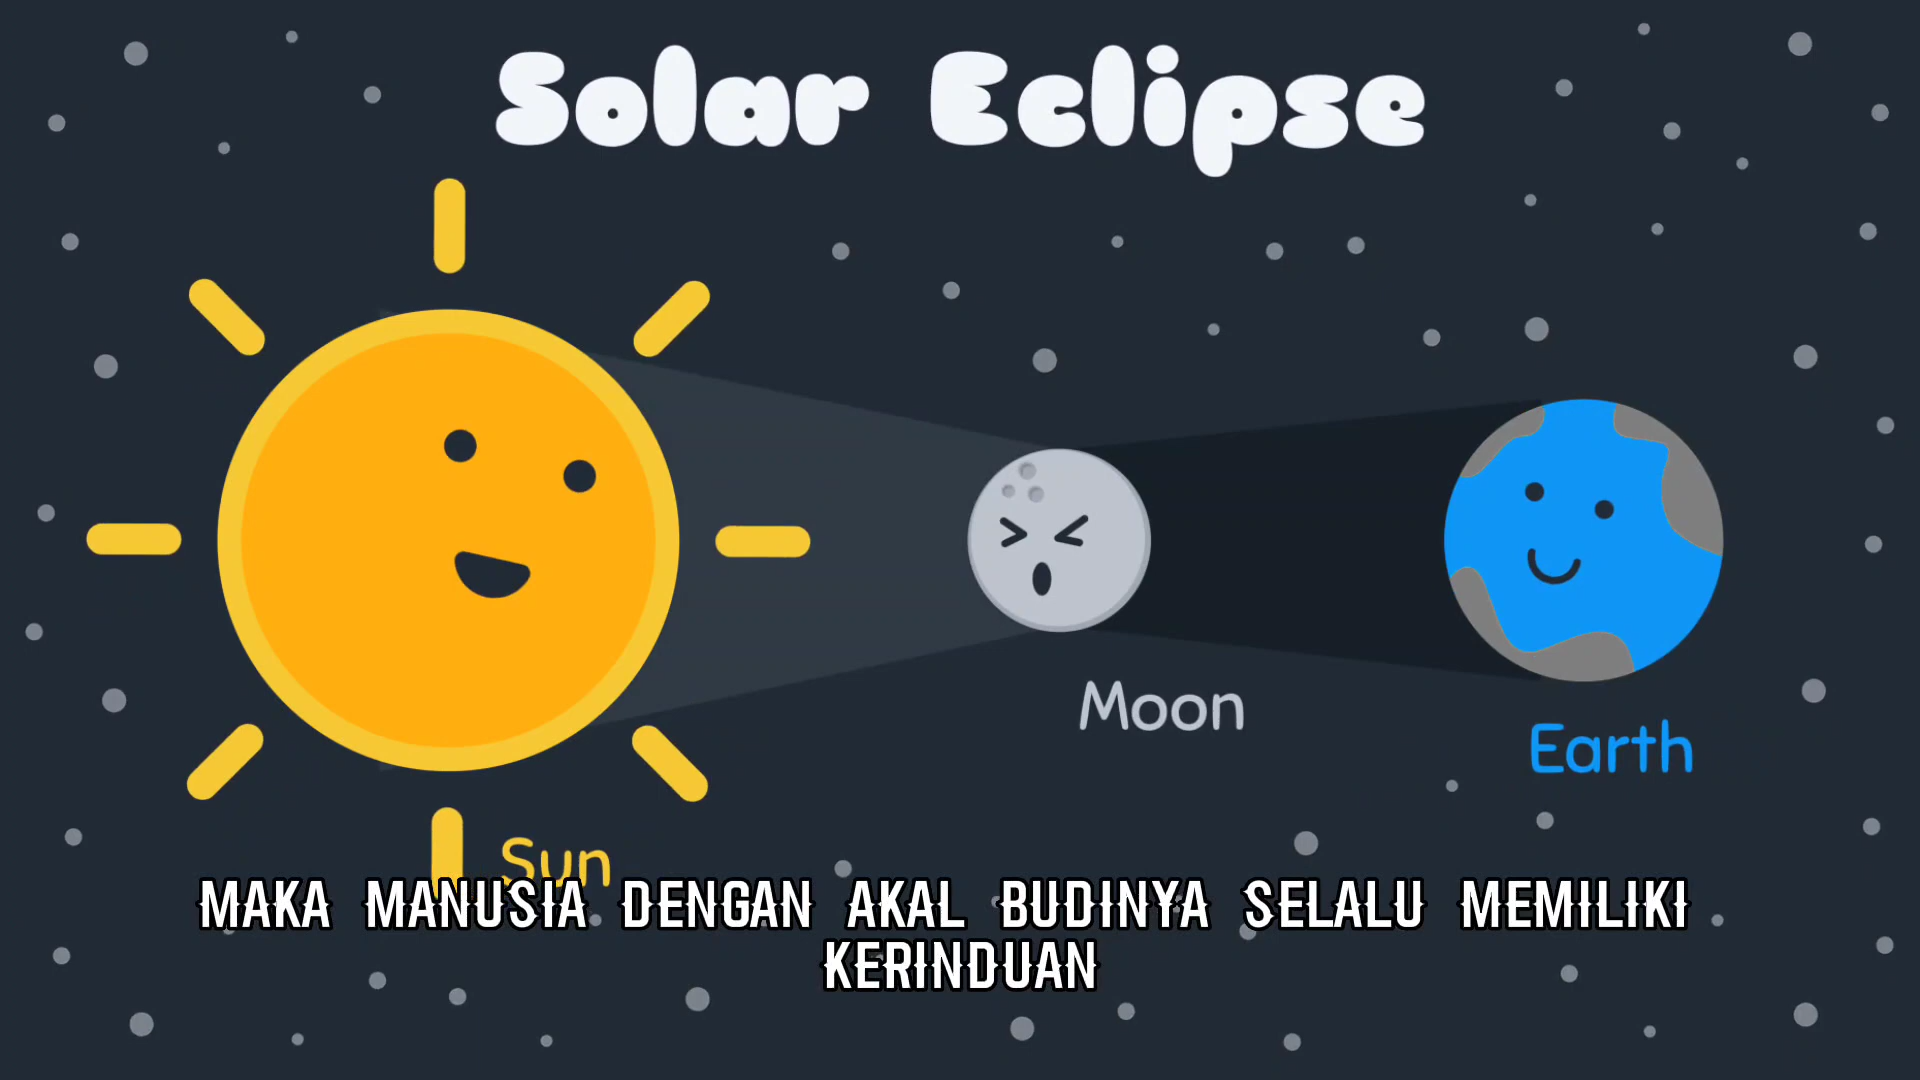 Solar Eclipse
Moon
Earth
Sun
MAKA MANUSIA DENGAN AKAL BUDINYA SELALU MEMILIKI
KERINDUAN